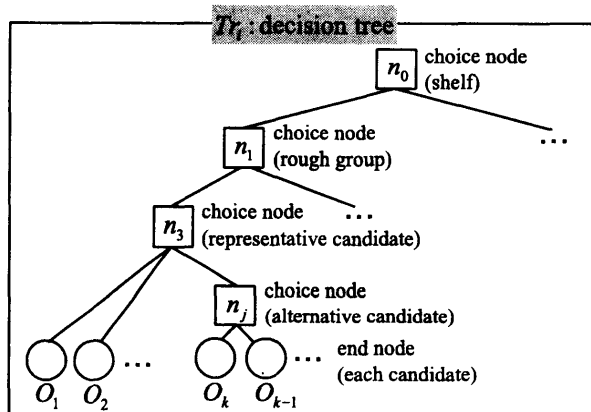 Tr_i : decision tree
n_0
choice node
(shelf)
n_1
choice node
(rough group)
...
n_3
choice node
(representative candidate)
...
n_j
choice node
(alternative candidate)
... ... end node
(each candidate)
O_1 O_2 O_k O_{k-1}